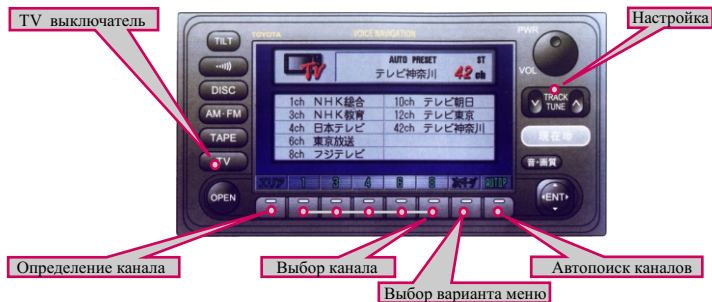 TV выключатель
Настройка
PWR
TILT
TOYOTA
VOICE NAVIGATION
AUTO PRESET
ST
テレビ神奈川
42 ch
TV
VOL
DISC
TRACK
TUNE
AM·FM
1ch NHK総合
10ch テレビ朝日
3ch NHK教育
12ch テレビ東京
4ch 日本テレビ
42ch テレビ神奈川
6ch 東京放送
8ch フジテレビ
TAPE
現在地
TV
音・画質
エリア 1 3 4 6 8 AUTO.P
OPEN
ENT
Определение канала
Выбор канала
Автопоиск каналов
Выбор варианта меню